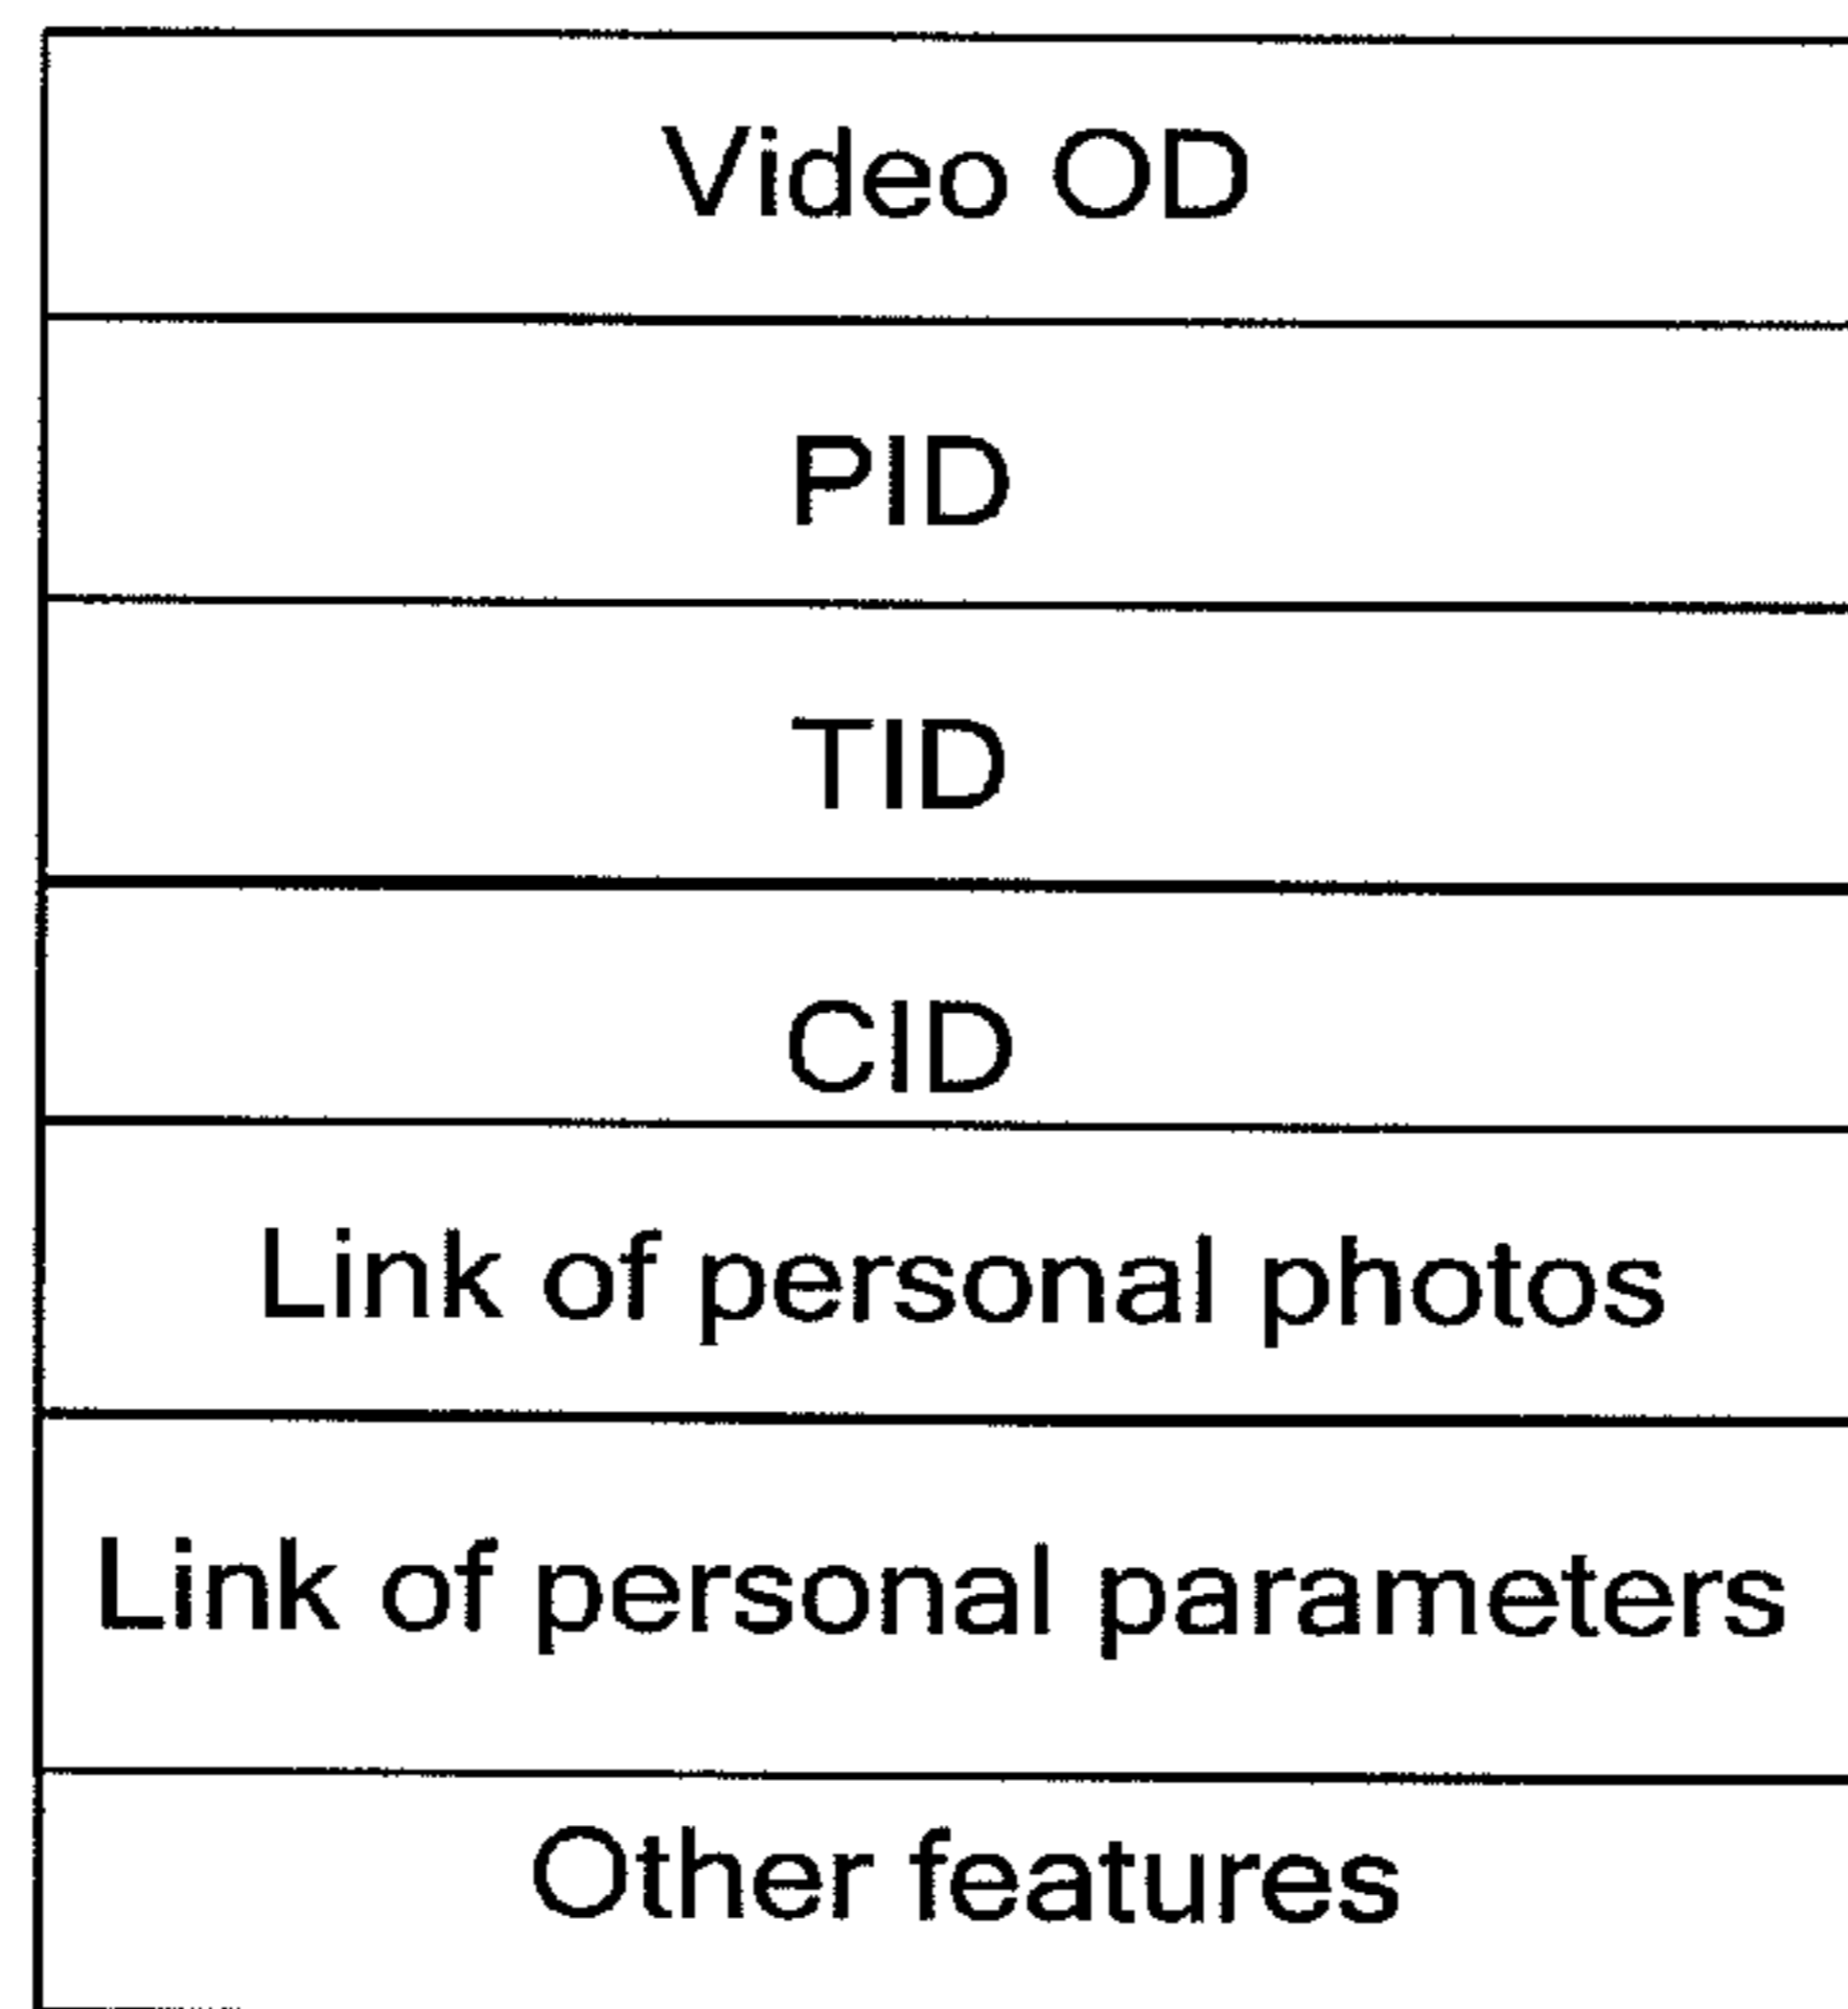 Video OD
PID
TID
CID
Link of personal photos
Link of personal parameters
Other features